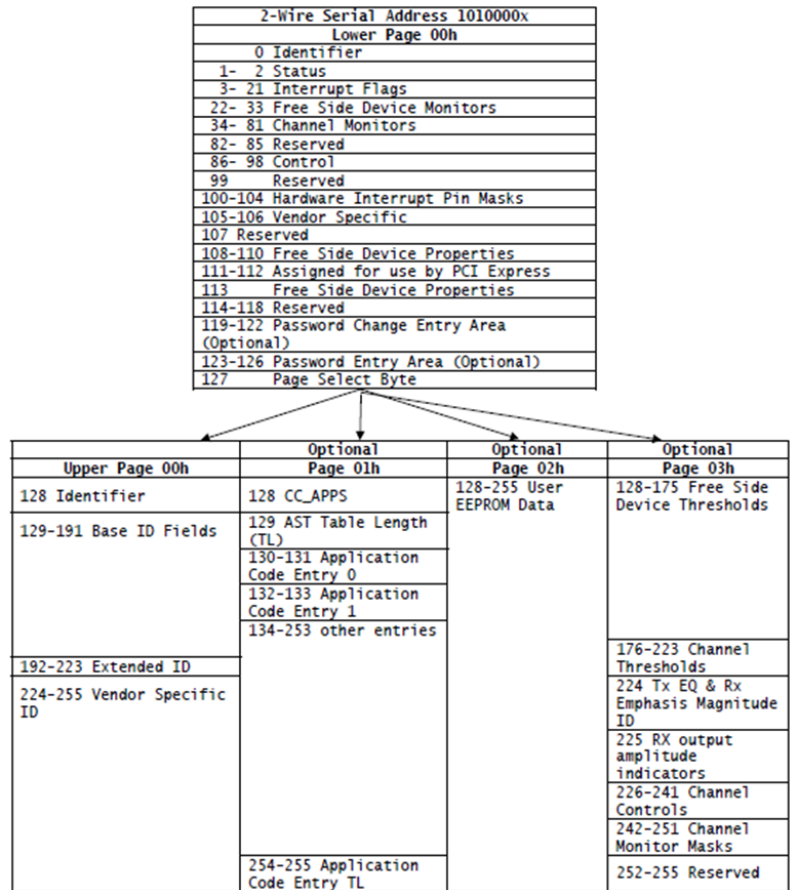 2-Wire Serial Address 1010000x
Lower Page 00h
0 Identifier
1- 2 Status
3- 21 Interrupt Flags
22- 33 Free Side Device Monitors
34- 81 Channel Monitors
82- 85 Reserved
86- 98 Control
99 Reserved
100-104 Hardware Interrupt Pin Masks
105-106 Vendor Specific
107 Reserved
108-110 Free Side Device Properties
111-112 Assigned for use by PCI Express
113 Free Side Device Properties
114-118 Reserved
119-122 Password Change Entry Area
(Optional)
123-126 Password Entry Area (Optional)
127 Page Select Byte
Upper Page 00h
128 Identifier
129-191 Base ID Fields
192-223 Extended ID
224-255 Vendor Specific
ID
Optional
Page 01h
128 CC_APPS
129 AST Table Length
(TL)
130-131 Application
Code Entry 0
132-133 Application
Code Entry 1
134-253 other entries
254-255 Application
Code Entry TL
Optional
Page 02h
128-255 User
EEPROM Data
Optional
Page 03h
128-175 Free Side
Device Thresholds
176-223 Channel
Thresholds
224 Tx EQ & Rx
Emphasis Magnitude
ID
225 RX output
amplitude
indicators
226-241 Channel
Controls
242-251 Channel
Monitor Masks
252-255 Reserved